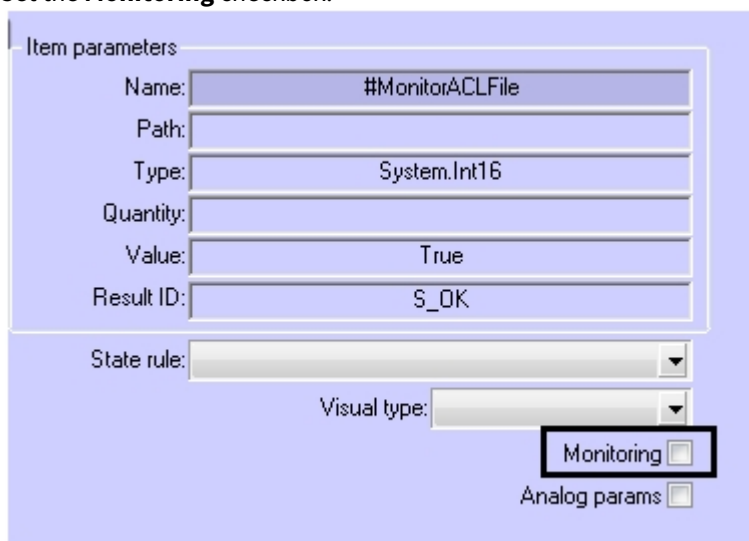 Set the Monitoring checkbox.
Item parameters
Name: #MonitorACLFile
Path:
Type: System.Int16
Quantity:
Value: True
Result ID: S_OK
State rule:
Visual type:
Monitoring
Analog params